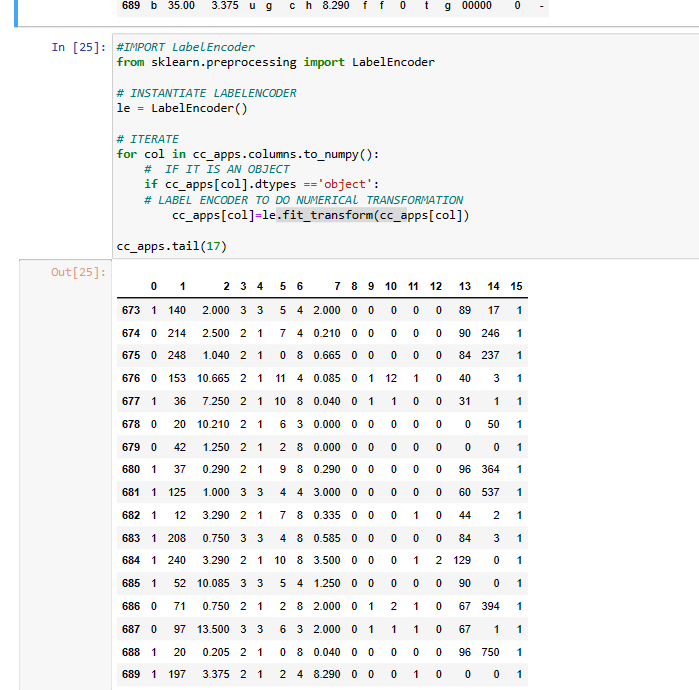 689 b 35.00 3.375 u g c h 8.290 f f 0 t g 00000 0 -
In [25]: #IMPORT LabelEncoder
from sklearn.preprocessing import LabelEncoder
# INSTANTIATE LABELENCODER
le = LabelEncoder()
# ITERATE
for col in cc_apps.columns.to_numpy():
# IF IT IS AN OBJECT
if cc_apps[col].dtypes =='object':
# LABEL ENCODER TO DO NUMERICAL TRANSFORMATION
cc_apps[col]=le.fit_transform(cc_apps[col])
cc_apps.tail(17)
Out[25]:
0 1 2 3 4 5 6 7 8 9 10 11 12 13 14 15
673 1 140 2.000 3 3 5 4 2.000 0 0 0 0 0 89 17 1
674 0 214 2.500 2 1 7 4 0.210 0 0 0 0 0 90 246 1
675 0 248 1.040 2 1 0 8 0.665 0 0 0 0 0 84 237 1
676 0 153 10.665 2 1 11 4 0.085 0 1 12 1 0 40 3 1
677 1 36 7.250 2 1 10 8 0.040 0 1 1 0 0 31 1 1
678 0 20 10.210 2 1 6 3 0.000 0 0 0 0 0 0 50 1
679 0 42 1.250 2 1 2 8 0.000 0 0 0 0 0 0 0 1
680 1 37 0.290 2 1 9 8 0.290 0 0 0 0 0 96 364 1
681 1 125 1.000 3 3 4 4 3.000 0 0 0 0 0 60 537 1
682 1 12 3.290 2 1 7 8 0.335 0 0 0 1 0 44 2 1
683 1 208 0.750 3 3 4 8 0.585 0 0 0 0 0 84 3 1
684 1 240 3.290 2 1 10 8 3.500 0 0 0 1 2 129 0 1
685 1 52 10.085 3 3 5 4 1.250 0 0 0 0 0 90 0 1
686 0 71 0.750 2 1 2 8 2.000 0 1 2 1 0 67 394 1
687 0 97 13.500 3 3 6 3 2.000 0 1 1 1 0 67 1 1
688 1 20 0.205 2 1 0 8 0.040 0 0 0 0 0 96 750 1
689 1 197 3.375 2 1 2 4 8.290 0 0 0 1 0 0 0 1